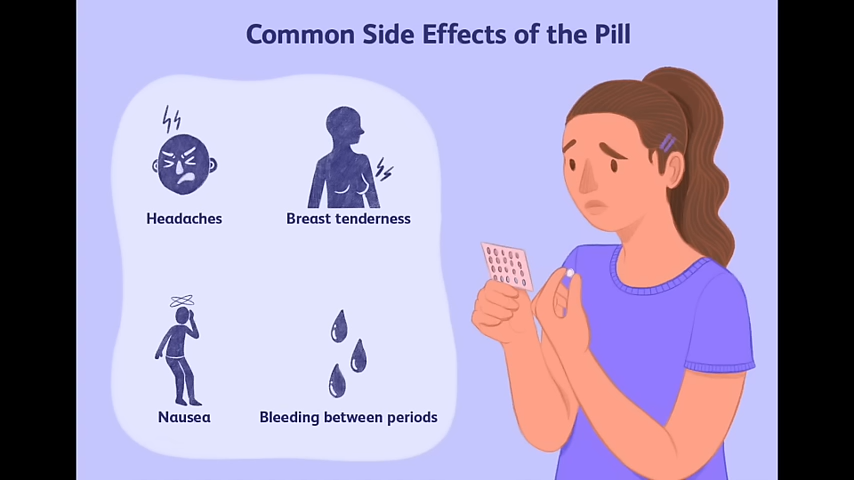 Common Side Effects of the Pill
Headaches
Breast tenderness
Nausea
Bleeding between periods